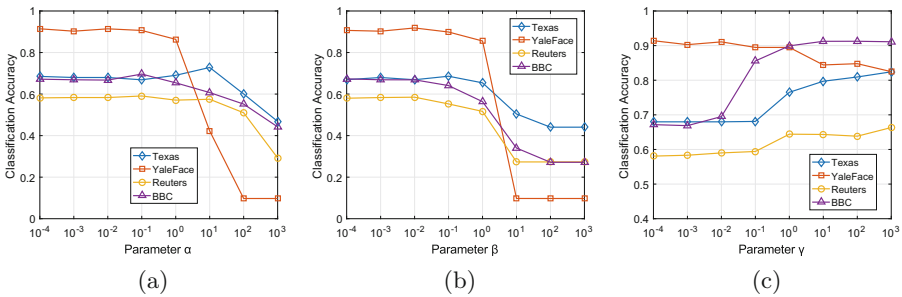 1
0.8
0.6
0.4
0.2
0
Classification Accuracy
Texas
YaleFace
Reuters
BBC
10^-4 10^-3 10^-2 10^-1 10^0 10^1 10^2 10^3
Parameter α
(a)
1
0.8
0.6
0.4
0.2
0
Classification Accuracy
Texas
YaleFace
Reuters
BBC
10^-4 10^-3 10^-2 10^-1 10^0 10^1 10^2 10^3
Parameter β
(b)
1
0.9
0.8
0.7
0.6
0.5
0.4
Classification Accuracy
Texas
YaleFace
Reuters
BBC
10^-4 10^-3 10^-2 10^-1 10^0 10^1 10^2 10^3
Parameter γ
(c)